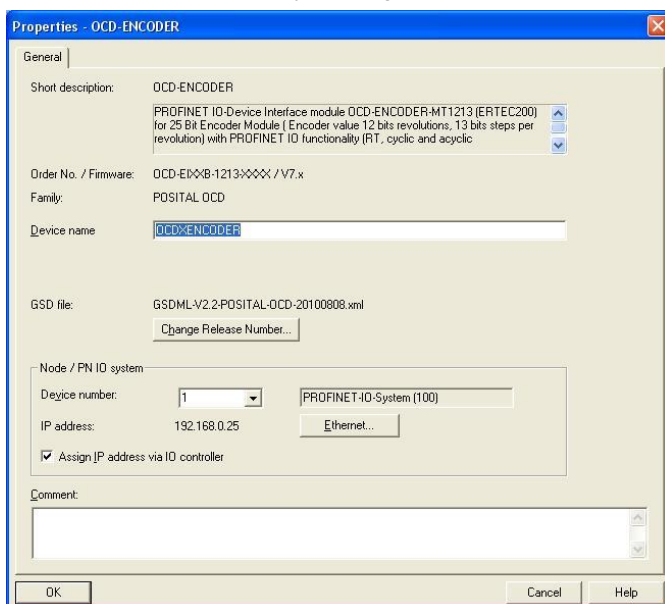 Properties - OCD-ENCODER
General
Short description: OCD-ENCODER
PROFINET IO-Device Interface module OCD-ENCODER-MT1213 (ERTEC200)
for 25 Bit Encoder Module ( Encoder value 12 bits revolutions, 13 bits steps per
revolution) with PROFINET IO functionality (RT, cyclic and acyclic
Order No. / Firmware: OCD-EIXXB-1213-XXXX / V7.x
Family: POSITAL OCD
Device name OCDXENCODER
GSD file: GSDML-V2.2-POSITAL-OCD-20100808.xml
Change Release Number...
Node / PN IO system
Device number: 1 PROFINET-IO-System (100)
IP address: 192.168.0.25 Ethernet...
Assign IP address via IO controller
Comment:
OK Cancel Help